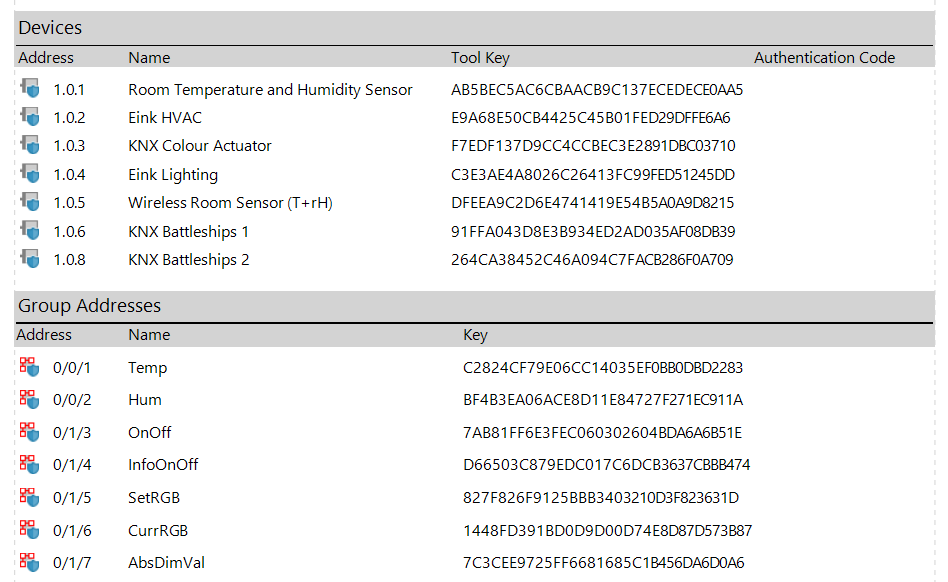 Devices
Address Name Tool Key Authentication Code
1.0.1 Room Temperature and Humidity Sensor AB5BEC5AC6CBAACB9C137ECEDECE0AA5
1.0.2 Eink HVAC E9A68E50CB4425C45B01FED29DFFE6A6
1.0.3 KNX Colour Actuator F7EDF137D9CC4CCBEC3E2891DBC03710
1.0.4 Eink Lighting C3E3AE4A8026C26413FC99FED51245DD
1.0.5 Wireless Room Sensor (T+rH) DFEEA9C2D6E4741419E54B5A0A9D8215
1.0.6 KNX Battleships 1 91FFA043D8E3B934ED2AD035AF08DB39
1.0.8 KNX Battleships 2 264CA38452C46A094C7FACB286F0A709
Group Addresses
Address Name Key
0/0/1 Temp C2824CF79E06CC14035EF0BB0DBD2283
0/0/2 Hum BF4B3EA06ACE8D11E84727F271EC911A
0/1/3 OnOff 7AB81FF6E3FEC060302604BDA6A6B51E
0/1/4 InfoOnOff D66503C879EDC017C6DCB3637CBBB474
0/1/5 SetRGB 827F826F9125BBB3403210D3F823631D
0/1/6 CurrRGB 1448FD391BD0D9D00D74E8D87D573B87
0/1/7 AbsDimVal 7C3CEE9725FF6681685C1B456DA6D0A6